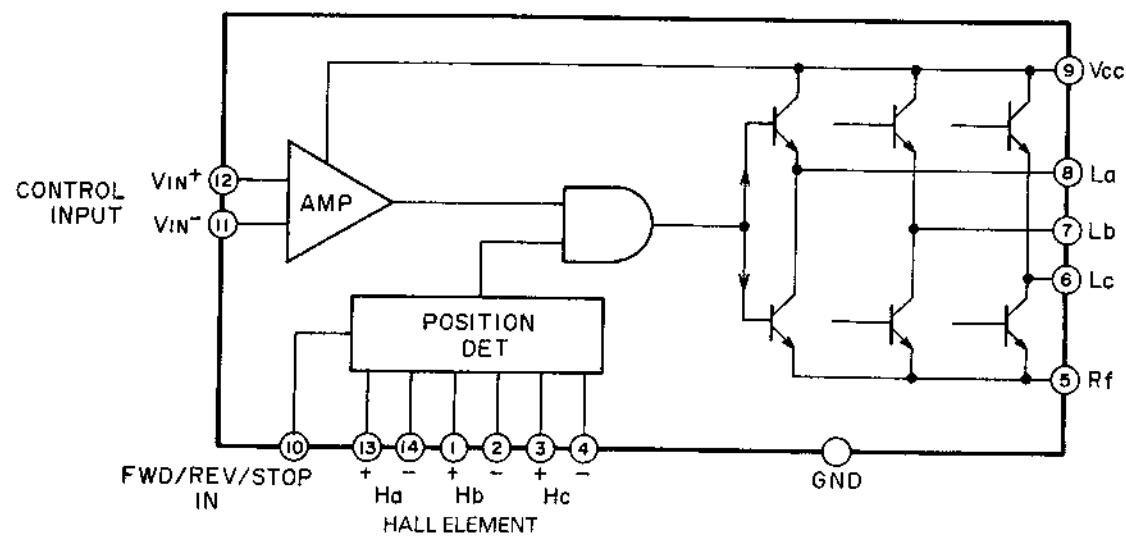 9 Vcc
CONTROL INPUT
VIN+ 12
VIN- 11
AMP
8 La
7 Lb
6 Lc
POSITION
DET
5 Rf
10 13 14 1 2 3 4
FWD/REV/STOP
IN
+ - + - + -
Ha Hb Hc
HALL ELEMENT
GND